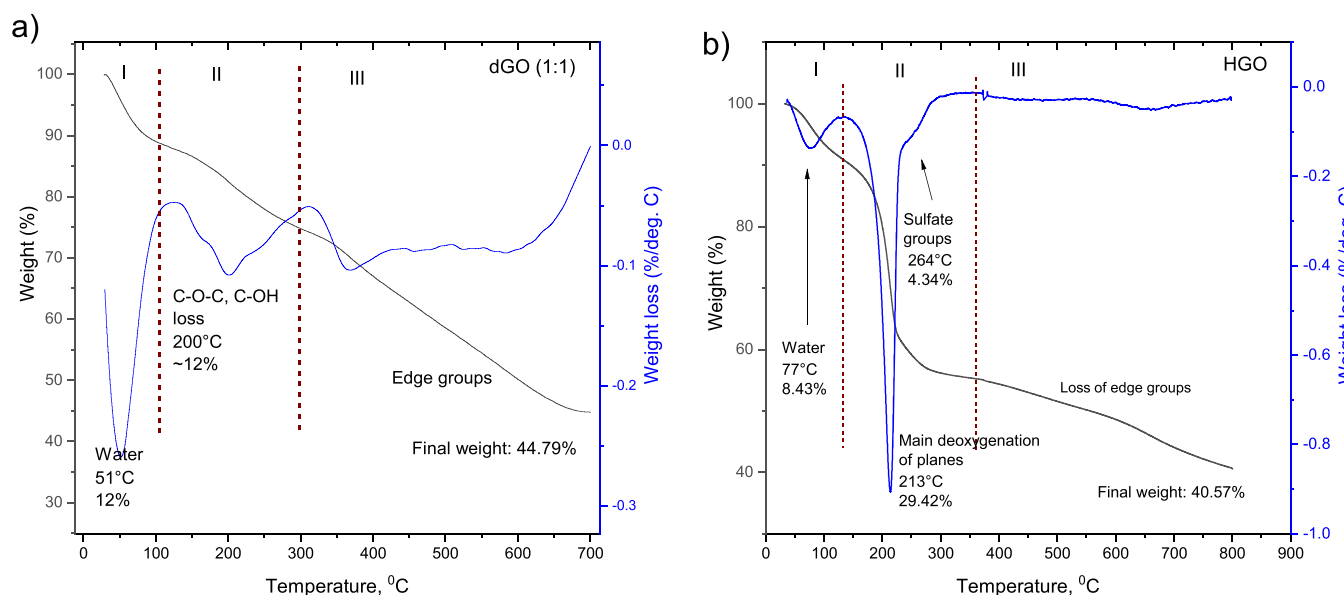 a)
I
II
III
dGO (1:1)
100
90
80
70
60
50
40
30
Weight (%)
C-O-C, C-OH
loss
200°C
~12%
Edge groups
Water
51°C
12%
Final weight: 44.79%
0.0
-0.1
-0.2
-0.3
Weight loss (%/deg. C)
0
100
200
300
400
500
600
700
Temperature, ⁰C
b)
I
II
III
HGO
100
80
60
40
Weight (%)
Sulfate
groups
264°C
4.34%
Water
77°C
8.43%
Loss of edge groups
Main deoxygenation
of planes
213°C
29.42%
Final weight: 40.57%
0.0
-0.2
-0.4
-0.6
-0.8
-1.0
Weight loss (%/deg. C)
0
100
200
300
400
500
600
700
800
900
Temperature, ⁰C